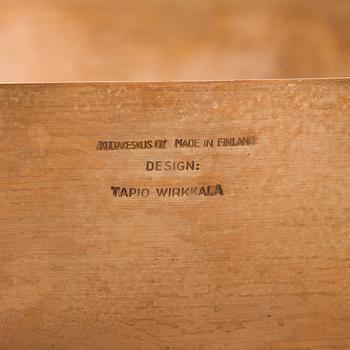 KULTAKESKUS OY MADE IN FINLAND
DESIGN:
TAPIO WIRKKALA